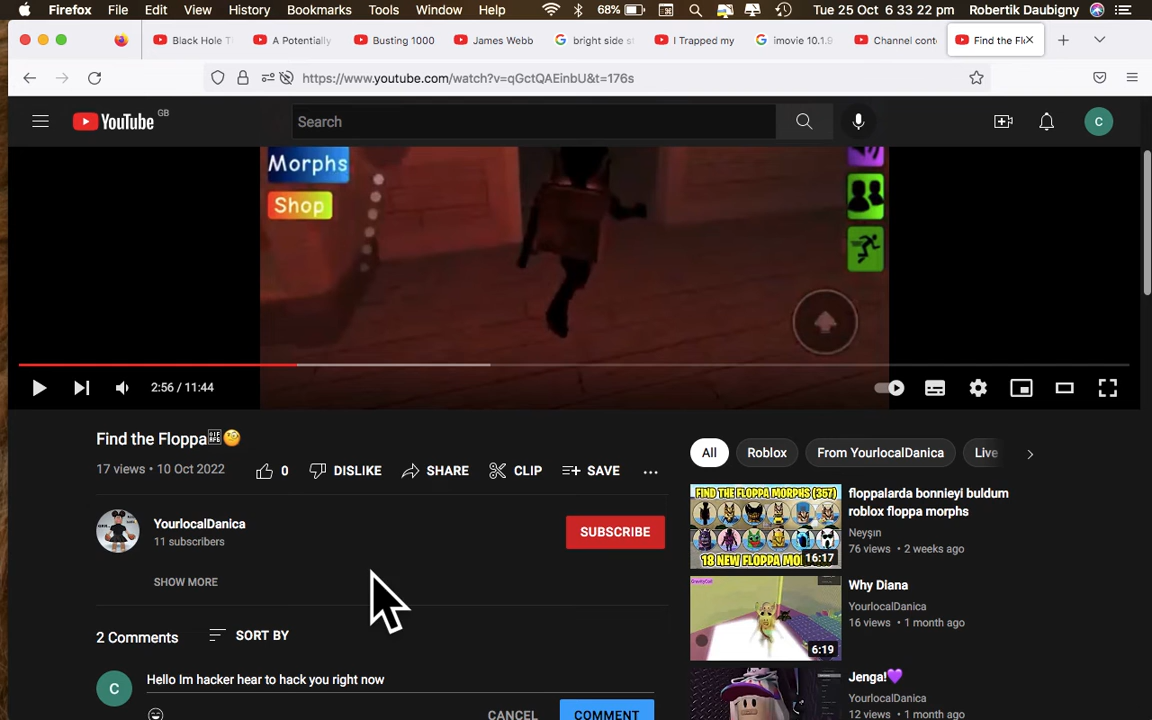 Firefox File Edit View History Bookmarks Tools Window Help 68% Tue 25 Oct 6 33 22 pm Robertik Daubigny
Black Hole T A Potentially Busting 1000 James Webb bright side s I Trapped my imovie 10.1.9 Channel cont Find the Fl
https://www.youtube.com/watch?v=qGctQAEinbU&t=176s
YouTube GB Search C
Morphs
Shop
2:56 / 11:44
Find the Floppa🧐
17 views • 10 Oct 2022 0 DISLIKE SHARE CLIP SAVE ...
YourlocalDanica
11 subscribers
SUBSCRIBE
SHOW MORE
2 Comments SORT BY
C Hello Im hacker hear to hack you right now
CANCEL COMMENT
All Roblox From YourlocalDanica Live
FIND THE FLOPPA MORPHS (357)
18 NEW FLOPPA MO
16:17
floppalarda bonnieyi buldum
roblox floppa morphs
Neyşın
76 views • 2 weeks ago
6:19
Why Diana
YourlocalDanica
16 views • 1 month ago
Jenga!💜
YourlocalDanica
12 views • 1 month ago